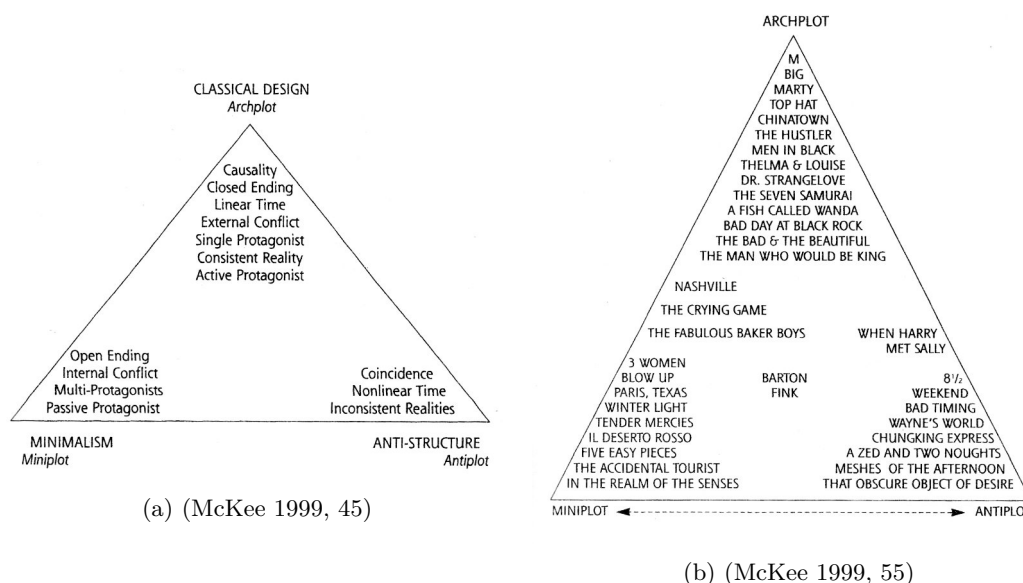 CLASSICAL DESIGN
Archplot
Causality
Closed Ending
Linear Time
External Conflict
Single Protagonist
Consistent Reality
Active Protagonist
Open Ending
Internal Conflict
Multi-Protagonists
Passive Protagonist
Coincidence
Nonlinear Time
Inconsistent Realities
MINIMALISM
Miniplot
ANTI-STRUCTURE
Antiplot
(a) (McKee 1999, 45)
ARCHPLOT
M
BIG
MARTY
TOP HAT
CHINATOWN
THE HUSTLER
MEN IN BLACK
THELMA & LOUISE
DR. STRANGELOVE
THE SEVEN SAMURAI
A FISH CALLED WANDA
BAD DAY AT BLACK ROCK
THE BAD & THE BEAUTIFUL
THE MAN WHO WOULD BE KING
NASHVILLE
THE CRYING GAME
THE FABULOUS BAKER BOYS
WHEN HARRY
MET SALLY
3 WOMEN
BLOW UP
PARIS, TEXAS
WINTER LIGHT
TENDER MERCIES
IL DESERTO ROSSO
FIVE EASY PIECES
THE ACCIDENTAL TOURIST
IN THE REALM OF THE SENSES
BARTON
FINK
8½
WEEKEND
BAD TIMING
WAYNE'S WORLD
CHUNGKING EXPRESS
A ZED AND TWO NOUGHTS
MESHES OF THE AFTERNOON
THAT OBSCURE OBJECT OF DESIRE
MINIPLOT
ANTIPLOT
(b) (McKee 1999, 55)